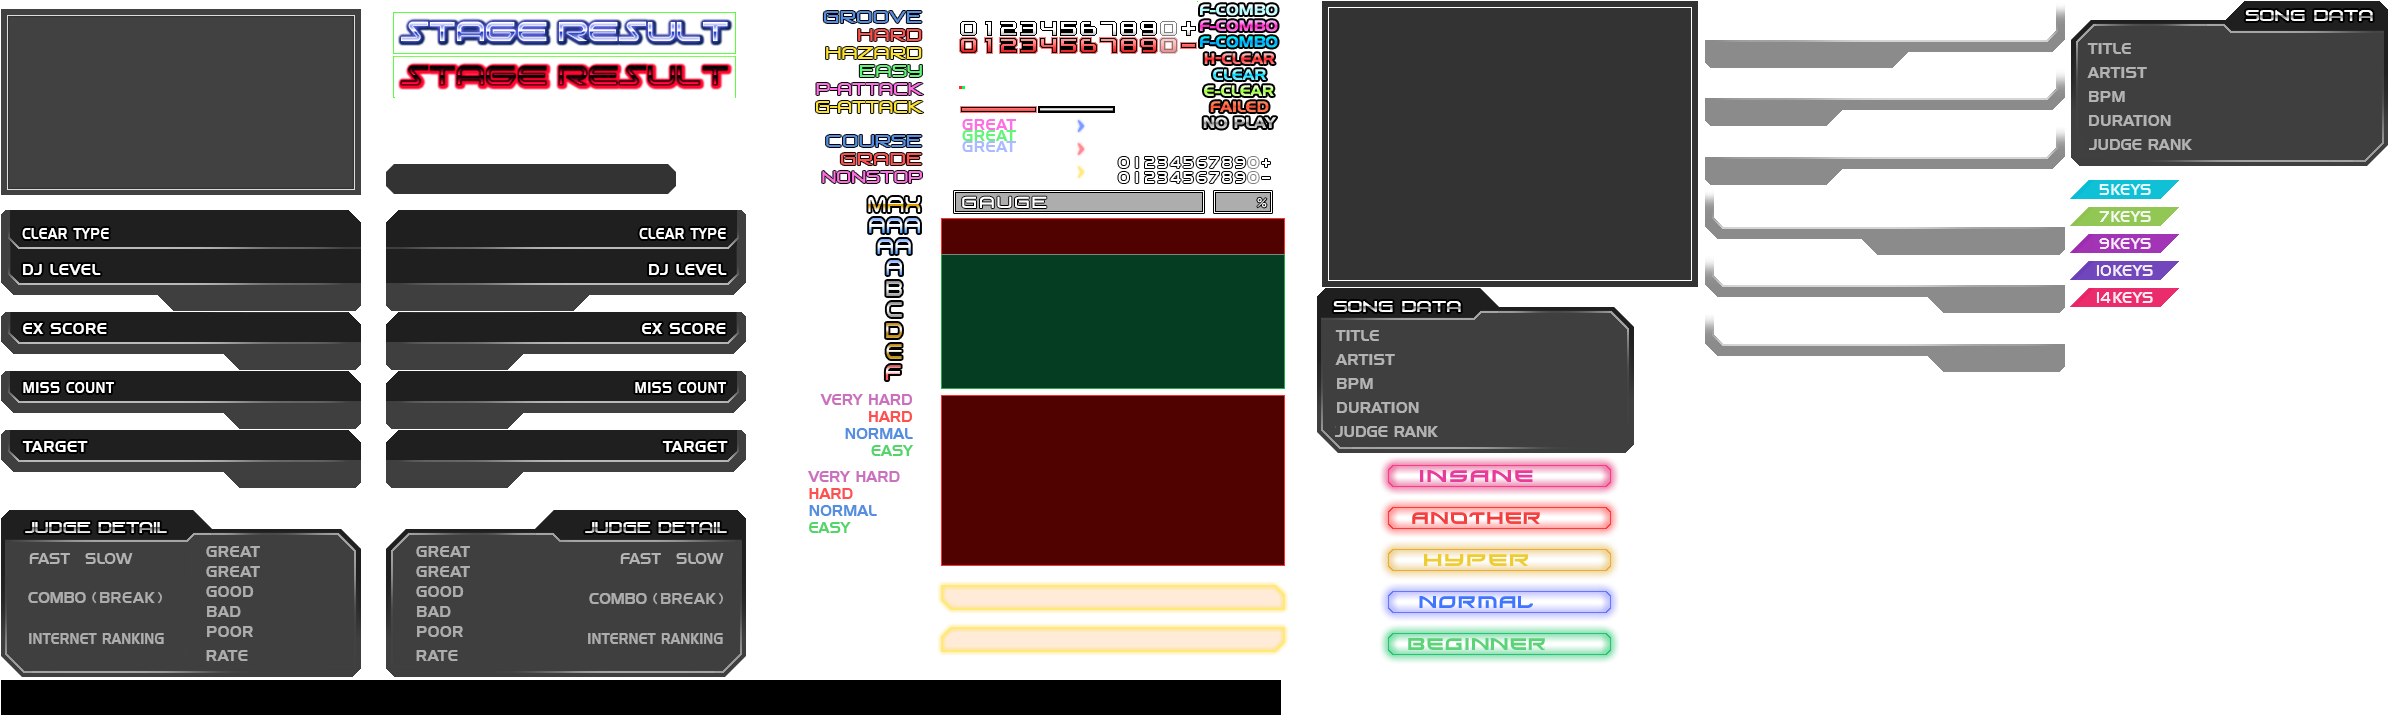 STAGE RESULT
STAGE RESULT
CLEAR TYPE
DJ LEVEL
EX SCORE
MISS COUNT
TARGET
JUDGE DETAIL
FAST SLOW
COMBO (BREAK)
INTERNET RANKING
GREAT
GREAT
GOOD
BAD
POOR
RATE
CLEAR TYPE
DJ LEVEL
EX SCORE
MISS COUNT
TARGET
JUDGE DETAIL
GREAT
GREAT
GOOD
BAD
POOR
RATE
FAST SLOW
COMBO (BREAK)
INTERNET RANKING
GROOVE
HARD
HAZARD
EASY
P-ATTACK
G-ATTACK
COURSE
GRADE
NONSTOP
MAX
AAA
AA
A
B
C
D
E
F
VERY HARD
HARD
NORMAL
EASY
VERY HARD
HARD
NORMAL
EASY
01234567890+
01234567890-
F-COMBO
F-COMBO
F-COMBO
H-CLEAR
CLEAR
E-CLEAR
FAILED
NO PLAY
GREAT
GREAT
GREAT
01234567890+
01234567890-
GAUGE %
SONG DATA
TITLE
ARTIST
BPM
DURATION
JUDGE RANK
INSANE
ANOTHER
HYPER
NORMAL
BEGINNER
SONG DATA
TITLE
ARTIST
BPM
DURATION
JUDGE RANK
5KEYS
7KEYS
9KEYS
10KEYS
14KEYS